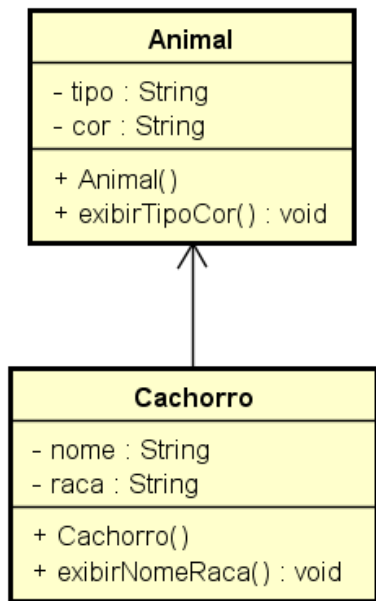 Animal
- tipo : String
- cor : String
+ Animal()
+ exibirTipoCor() : void
Cachorro
- nome : String
- raca : String
+ Cachorro()
+ exibirNomeRaca() : void